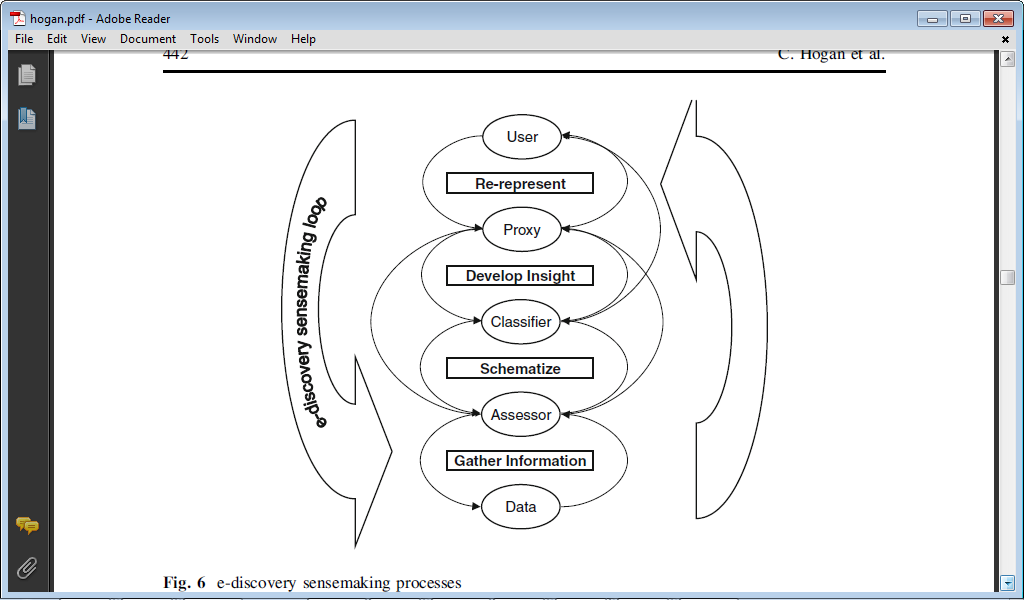 hogan.pdf - Adobe Reader
File Edit View Document Tools Window Help
442 C. Hogan et al.
User
Re-represent
Proxy
Develop Insight
Classifier
Schematize
Assessor
Gather Information
Data
e-discovery sensemaking loop
Fig. 6 e-discovery sensemaking processes